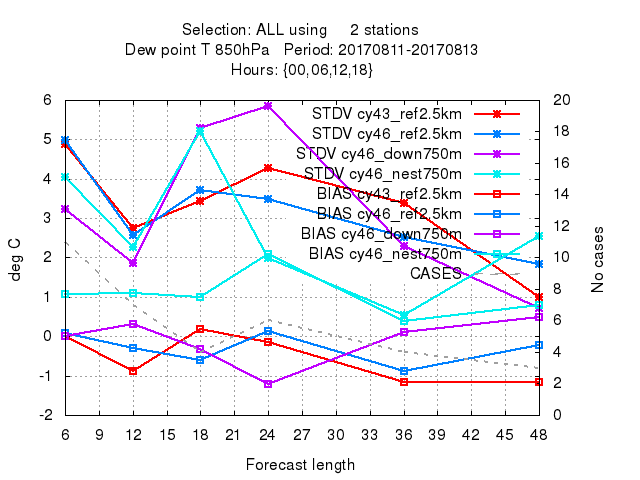 Selection: ALL using 2 stations
Dew point T 850hPa Period: 20170811-20170813
Hours: {00,06,12,18}
STDV cy43_ref2.5km
STDV cy46_ref2.5km
STDV cy46_down750m
STDV cy46_nest750m
BIAS cy43_ref2.5km
BIAS cy46_ref2.5km
BIAS cy46_down750m
BIAS cy46_nest750m
CASES
6
5
4
3
2
1
0
-1
-2
deg C
20
18
16
14
12
10
8
6
4
2
0
No cases
6 9 12 15 18 21 24 27 30 33 36 39 42 45 48
Forecast length